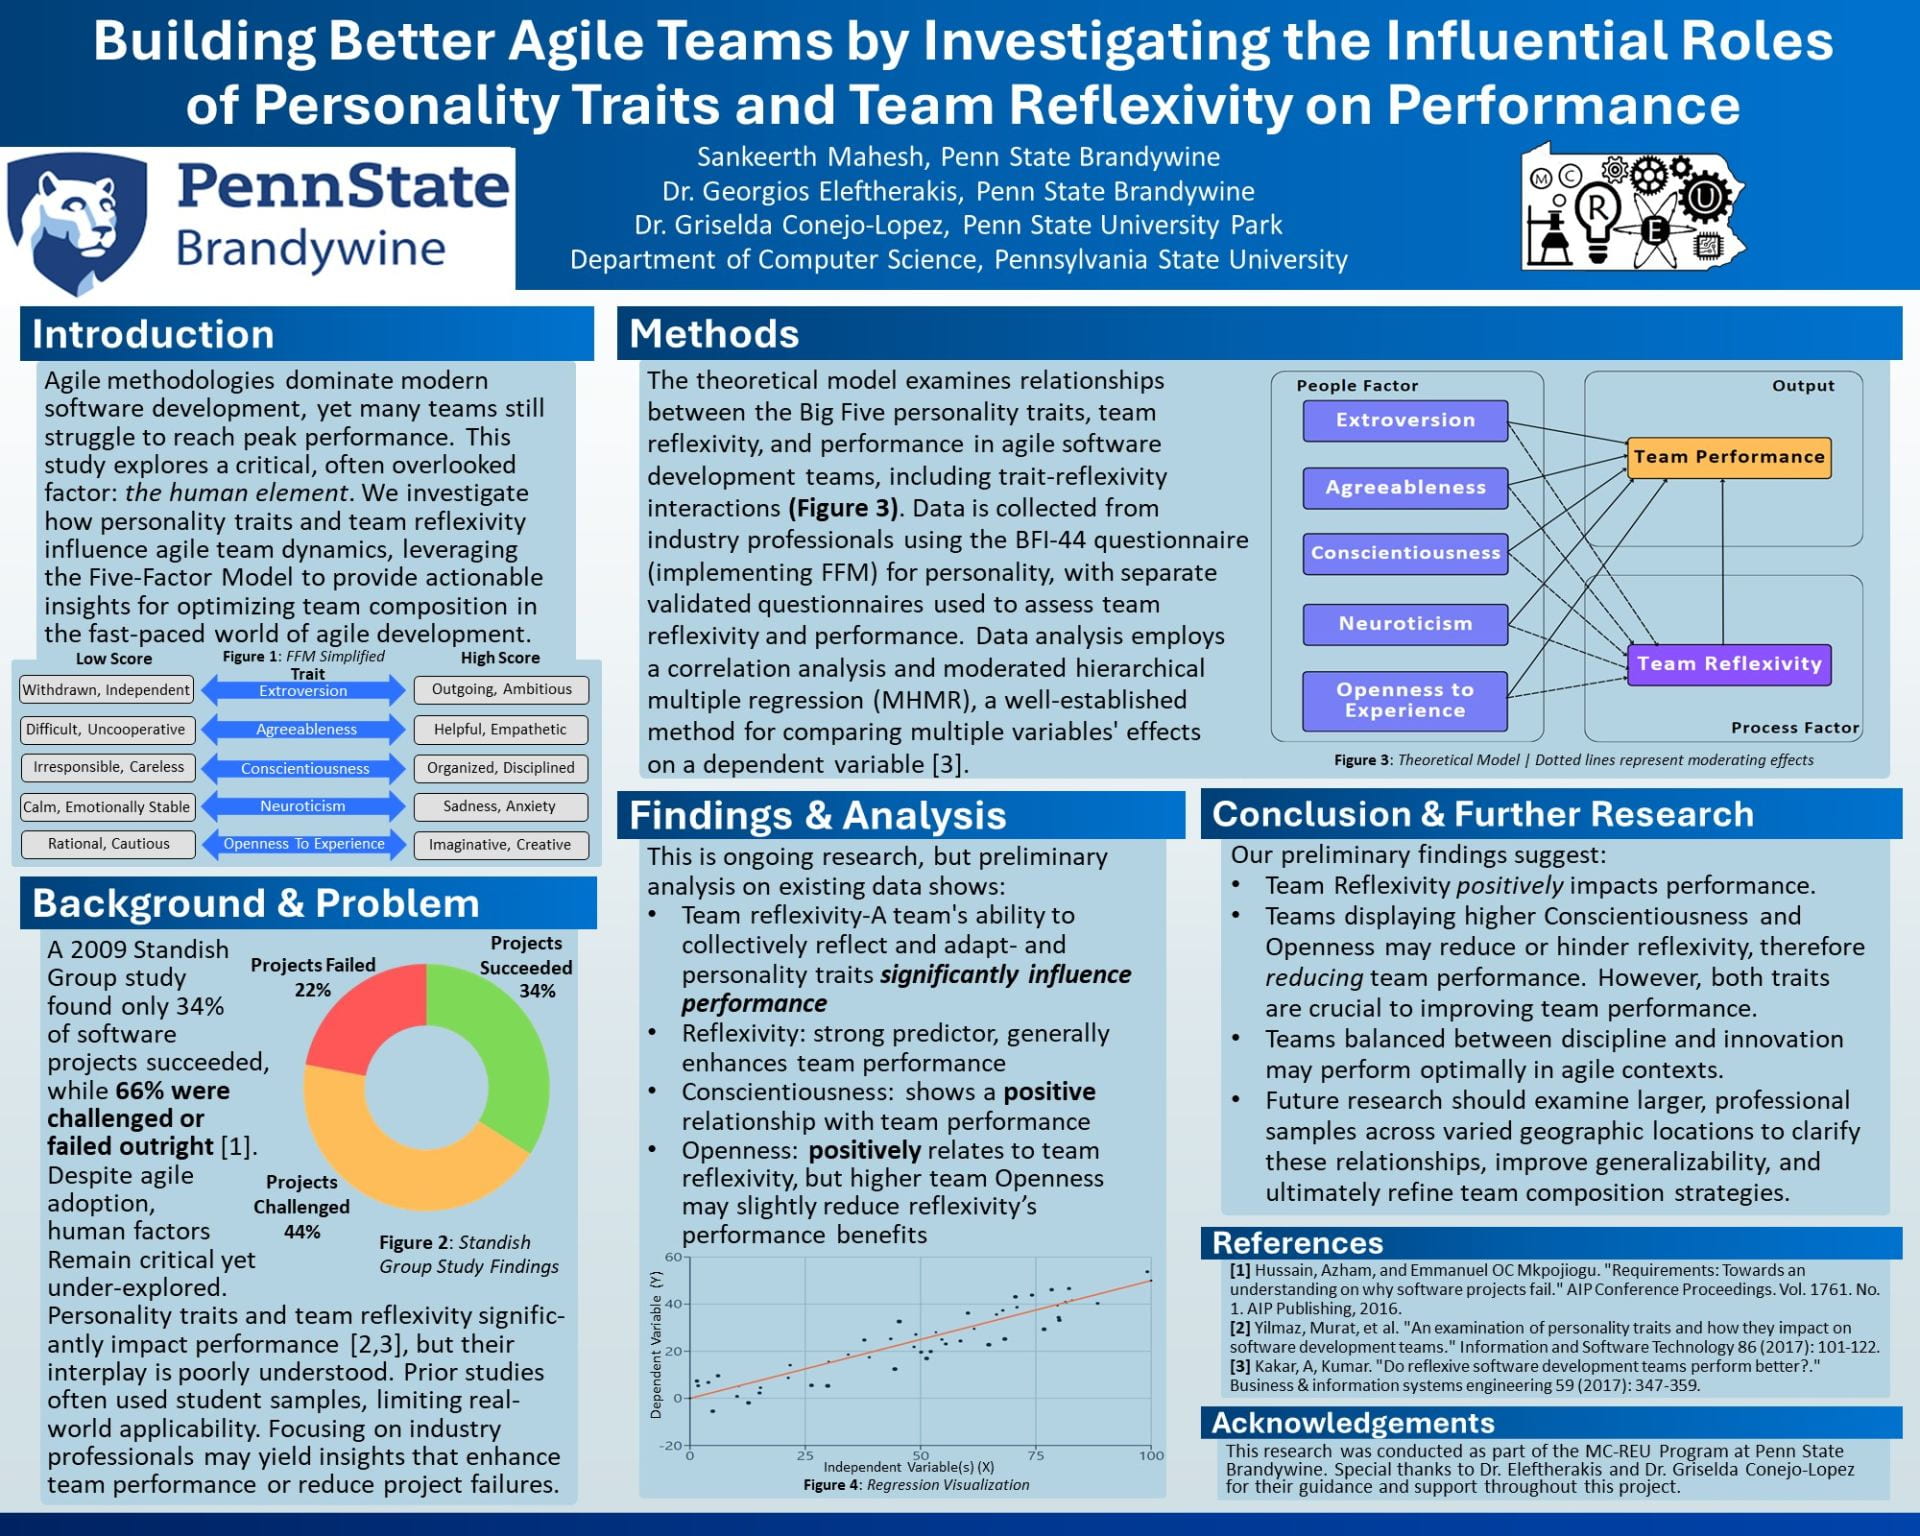 Building Better Agile Teams by Investigating the Influential Roles
of Personality Traits and Team Reflexivity on Performance
PennState
Brandywine
Sankeerth Mahesh, Penn State Brandywine
Dr. Georgios Eleftherakis, Penn State Brandywine
Dr. Griselda Conejo-Lopez, Penn State University Park
Department of Computer Science, Pennsylvania State University
M C
R E U
Introduction
Agile methodologies dominate modern
software development, yet many teams still
struggle to reach peak performance. This
study explores a critical, often overlooked
factor: the human element. We investigate
how personality traits and team reflexivity
influence agile team dynamics, leveraging
the Five-Factor Model to provide actionable
insights for optimizing team composition in
the fast-paced world of agile development.
Low Score
Figure 1: FFM Simplified
High Score
Trait
Withdrawn, Independent
Extroversion
Outgoing, Ambitious
Difficult, Uncooperative
Agreeableness
Helpful, Empathetic
Irresponsible, Careless
Conscientiousness
Organized, Disciplined
Calm, Emotionally Stable
Neuroticism
Sadness, Anxiety
Rational, Cautious
Openness To Experience
Imaginative, Creative
Background & Problem
A 2009 Standish
Group study
found only 34%
of software
projects succeeded,
while 66% were
challenged or
failed outright [1].
Despite agile
adoption,
human factors
Remain critical yet
under-explored.
Personality traits and team reflexivity signific-
antly impact performance [2,3], but their
interplay is poorly understood. Prior studies
often used student samples, limiting real-
world applicability. Focusing on industry
professionals may yield insights that enhance
team performance or reduce project failures.
Projects Failed
22%
Projects
Succeeded
34%
Projects
Challenged
44%
Figure 2: Standish
Group Study Findings
Methods
The theoretical model examines relationships
between the Big Five personality traits, team
reflexivity, and performance in agile software
development teams, including trait-reflexivity
interactions (Figure 3). Data is collected from
industry professionals using the BFI-44 questionnaire
(implementing FFM) for personality, with separate
validated questionnaires used to assess team
reflexivity and performance. Data analysis employs
a correlation analysis and moderated hierarchical
multiple regression (MHMR), a well-established
method for comparing multiple variables' effects
on a dependent variable [3].
People Factor
Extroversion
Agreeableness
Conscientiousness
Neuroticism
Openness to
Experience
Output
Team Performance
Team Reflexivity
Process Factor
Figure 3: Theoretical Model | Dotted lines represent moderating effects
Findings & Analysis
This is ongoing research, but preliminary
analysis on existing data shows:
• Team reflexivity-A team's ability to
collectively reflect and adapt- and
personality traits significantly influence
performance
• Reflexivity: strong predictor, generally
enhances team performance
• Conscientiousness: shows a positive
relationship with team performance
• Openness: positively relates to team
reflexivity, but higher team Openness
may slightly reduce reflexivity’s
performance benefits
60
40
20
0
-20
Dependent Variable (Y)
0 25 50 75 100
Independent Variable(s) (X)
Figure 4: Regression Visualization
Conclusion & Further Research
Our preliminary findings suggest:
• Team Reflexivity positively impacts performance.
• Teams displaying higher Conscientiousness and
Openness may reduce or hinder reflexivity, therefore
reducing team performance. However, both traits
are crucial to improving team performance.
• Teams balanced between discipline and innovation
may perform optimally in agile contexts.
• Future research should examine larger, professional
samples across varied geographic locations to clarify
these relationships, improve generalizability, and
ultimately refine team composition strategies.
References
[1] Hussain, Azham, and Emmanuel OC Mkpojiogu. "Requirements: Towards an
understanding on why software projects fail." AIP Conference Proceedings. Vol. 1761. No.
1. AIP Publishing, 2016.
[2] Yilmaz, Murat, et al. "An examination of personality traits and how they impact on
software development teams." Information and Software Technology 86 (2017): 101-122.
[3] Kakar, A, Kumar. "Do reflexive software development teams perform better?."
Business & information systems engineering 59 (2017): 347-359.
Acknowledgements
This research was conducted as part of the MC-REU Program at Penn State
Brandywine. Special thanks to Dr. Eleftherakis and Dr. Griselda Conejo-Lopez
for their guidance and support throughout this project.